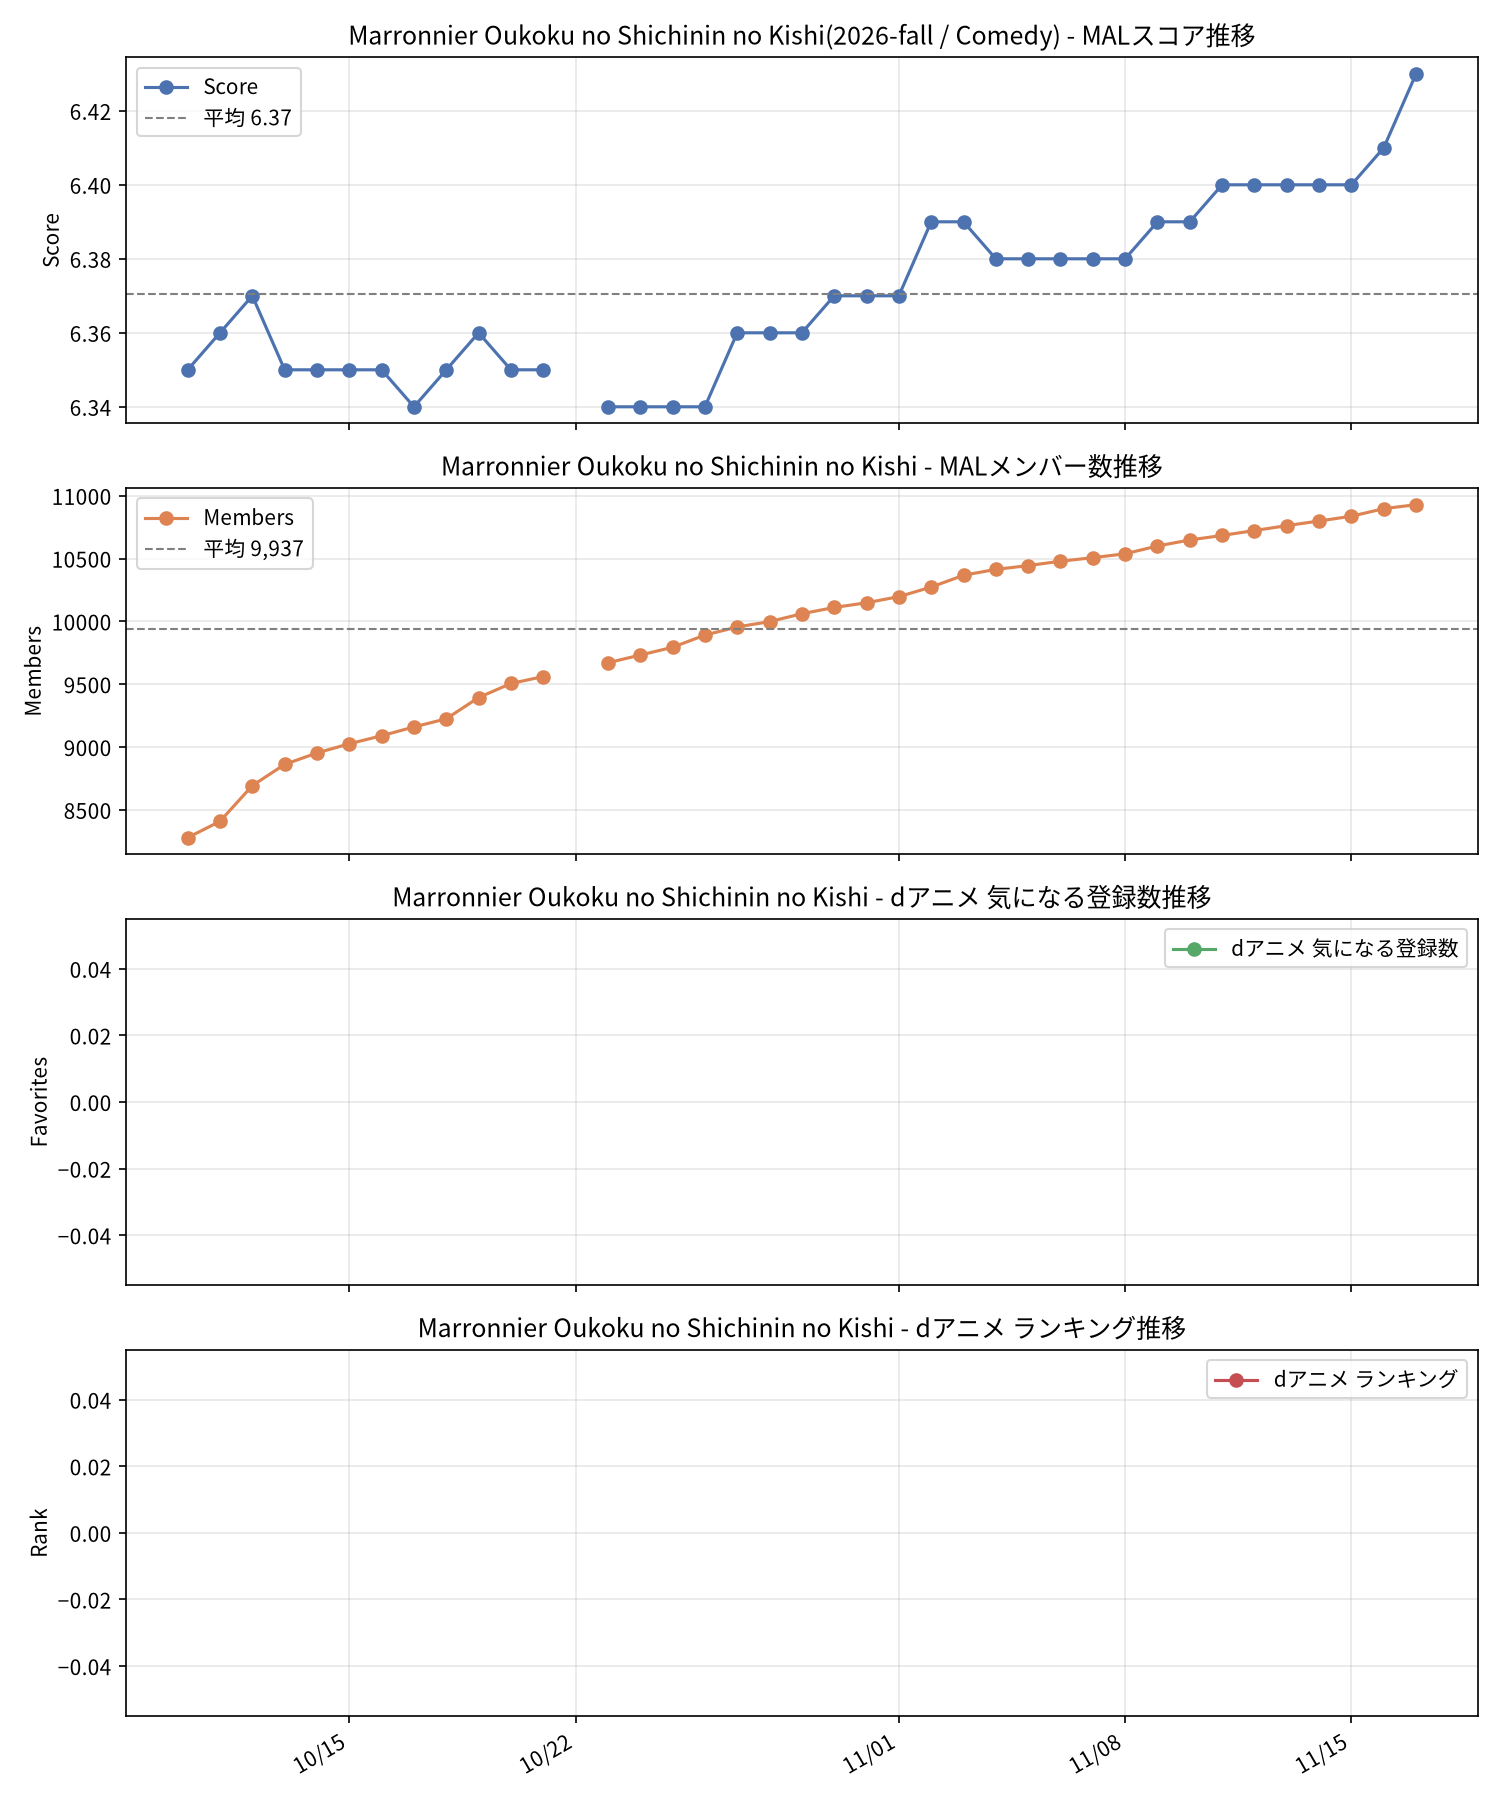 Marronnier Oukoku no Shichinin no Kishi(2026-fall / Comedy) - MALスコア推移
Score
平均 6.37
Score
6.42
6.40
6.38
6.36
6.34
Marronnier Oukoku no Shichinin no Kishi - MALメンバー数推移
Members
平均 9,937
Members
11000
10500
10000
9500
9000
8500
Marronnier Oukoku no Shichinin no Kishi - dアニメ 気になる登録数推移
dアニメ 気になる登録数
Favorites
0.04
0.02
0.00
−0.02
−0.04
Marronnier Oukoku no Shichinin no Kishi - dアニメ ランキング推移
dアニメ ランキング
Rank
0.04
0.02
0.00
−0.02
−0.04
10/15
10/22
11/01
11/08
11/15